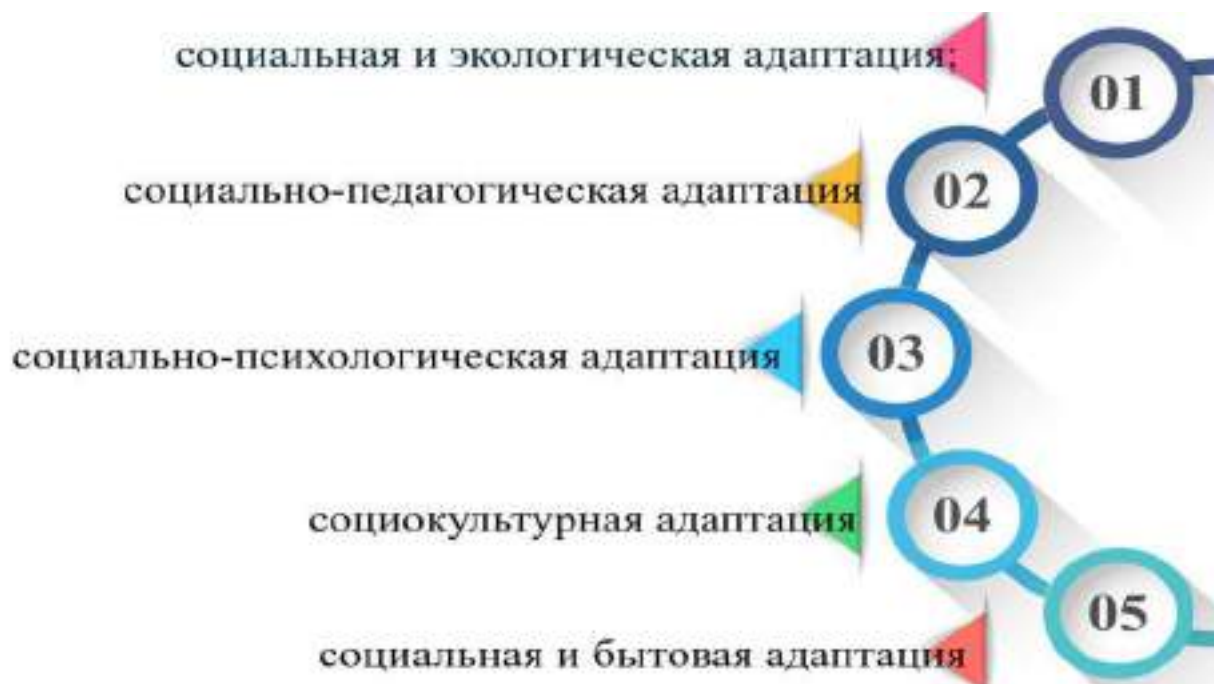 социальная и экологическая адаптация;
01
социально-педагогическая адаптация
02
социально-психологическая адаптация
03
социокультурная адаптация
04
социальная и бытовая адаптация
05